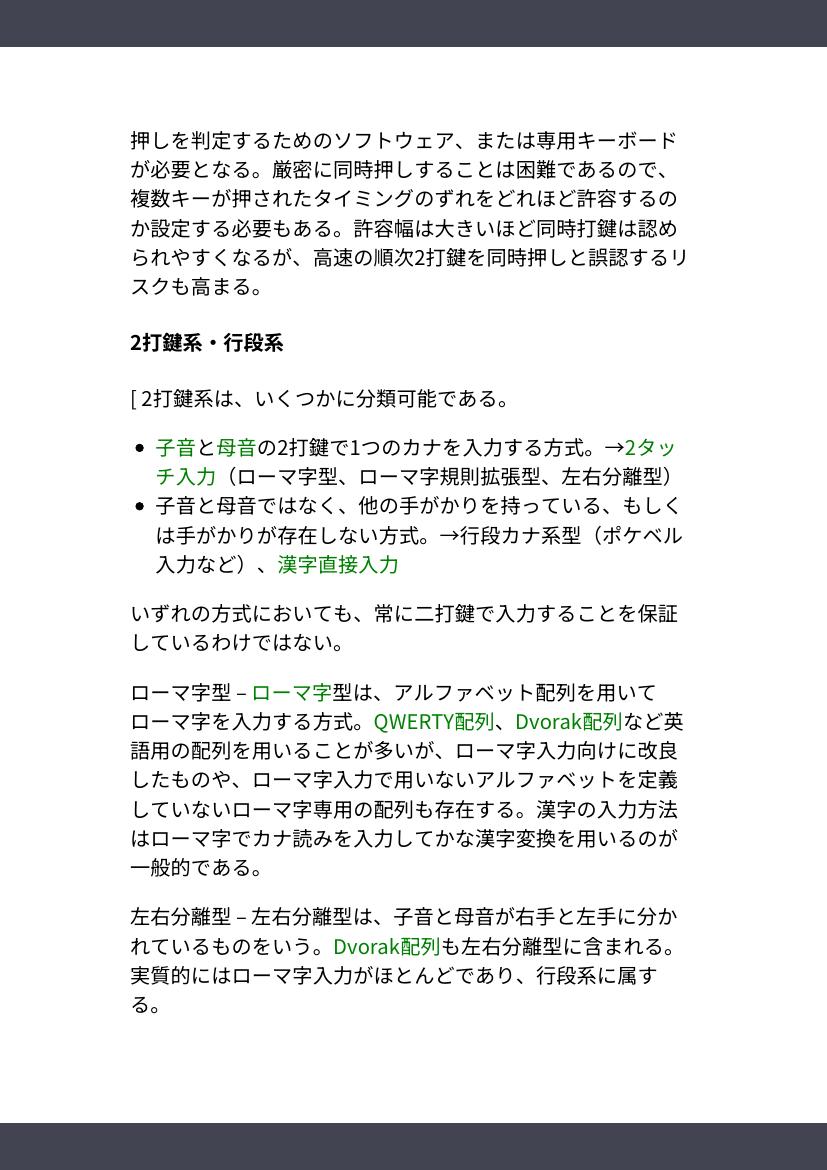 押しを判定するためのソフトウェア、または専用キーボード
が必要となる。厳密に同時押しすることは困難であるので、
複数キーが押されたタイミングのずれをどれほど許容するの
か設定する必要もある。許容幅は大きいほど同時打鍵は認め
られやすくなるが、高速の順次2打鍵を同時押しと誤認するリ
スクも高まる。
2打鍵系・行段系
[ 2打鍵系は、いくつかに分類可能である。
• 子音と母音の2打鍵で1つのカナを入力する方式。→2タッ
チ入力（ローマ字型、ローマ字規則拡張型、左右分離型）
• 子音と母音ではなく、他の手がかりを持っている、もしく
は手がかりが存在しない方式。→行段カナ系型（ポケベル
入力など）、漢字直接入力
いずれの方式においても、常に二打鍵で入力することを保証
しているわけではない。
ローマ字型 – ローマ字型は、アルファベット配列を用いて
ローマ字を入力する方式。QWERTY配列、Dvorak配列など英
語用の配列を用いることが多いが、ローマ字入力向けに改良
したものや、ローマ字入力で用いないアルファベットを定義
していないローマ字専用の配列も存在する。漢字の入力方法
はローマ字でカナ読みを入力してかな漢字変換を用いるのが
一般的である。
左右分離型 – 左右分離型は、子音と母音が右手と左手に分か
れているものをいう。Dvorak配列も左右分離型に含まれる。
実質的にはローマ字入力がほとんどであり、行段系に属す
る。